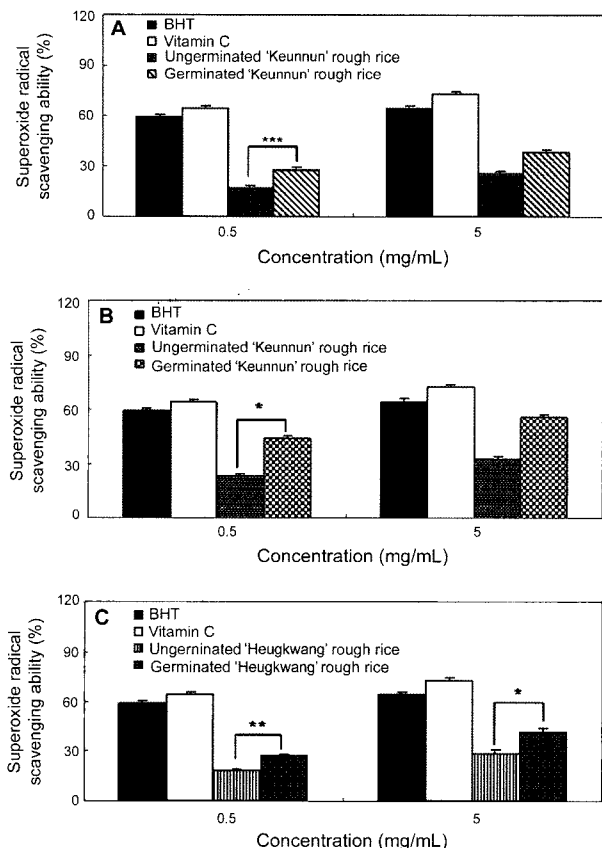 A
120
90
60
30
0
Superoxide radical
scavenging ability (%)
BHT
Vitamin C
Ungerminated 'Keunnun' rough rice
Germinated 'Keunnun' rough rice
***
0.5
5
Concentration (mg/mL)
B
120
90
60
30
0
Superoxide radical
scavenging ability (%)
BHT
Vitamin C
Ungerminated 'Keunnun' rough rice
Germinated 'Keunnun' rough rice
*
0.5
5
Concentration (mg/mL)
C
120
90
60
30
0
Superoxide radical
scavenging ability (%)
BHT
Vitamin C
Ungerninated 'Heugkwang' rough rice
Germinated 'Heugkwang' rough rice
**
*
0.5
5
Concentration (mg/mL)